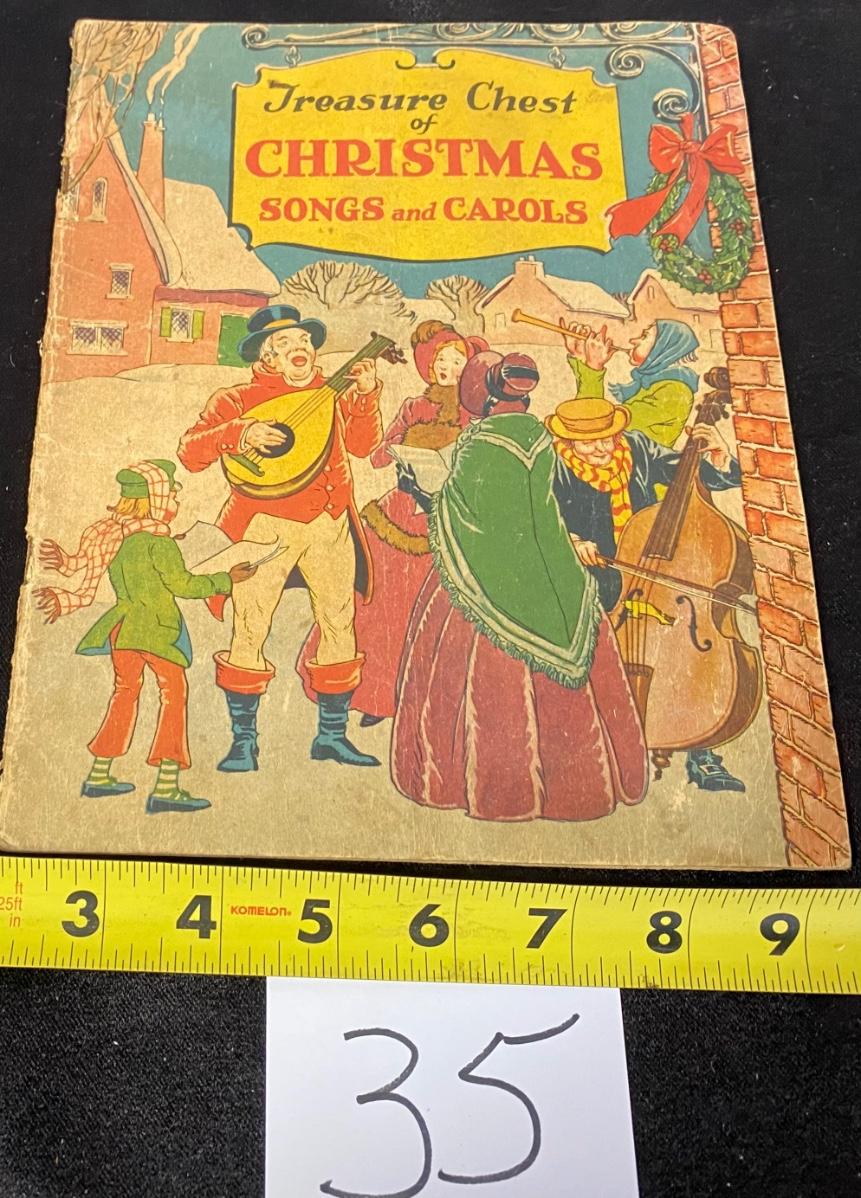 Treasure Chest
of
CHRISTMAS
SONGS and CAROLS
ft
25ft
in
3 4 KOMELON® 5 6 7 8 9
35